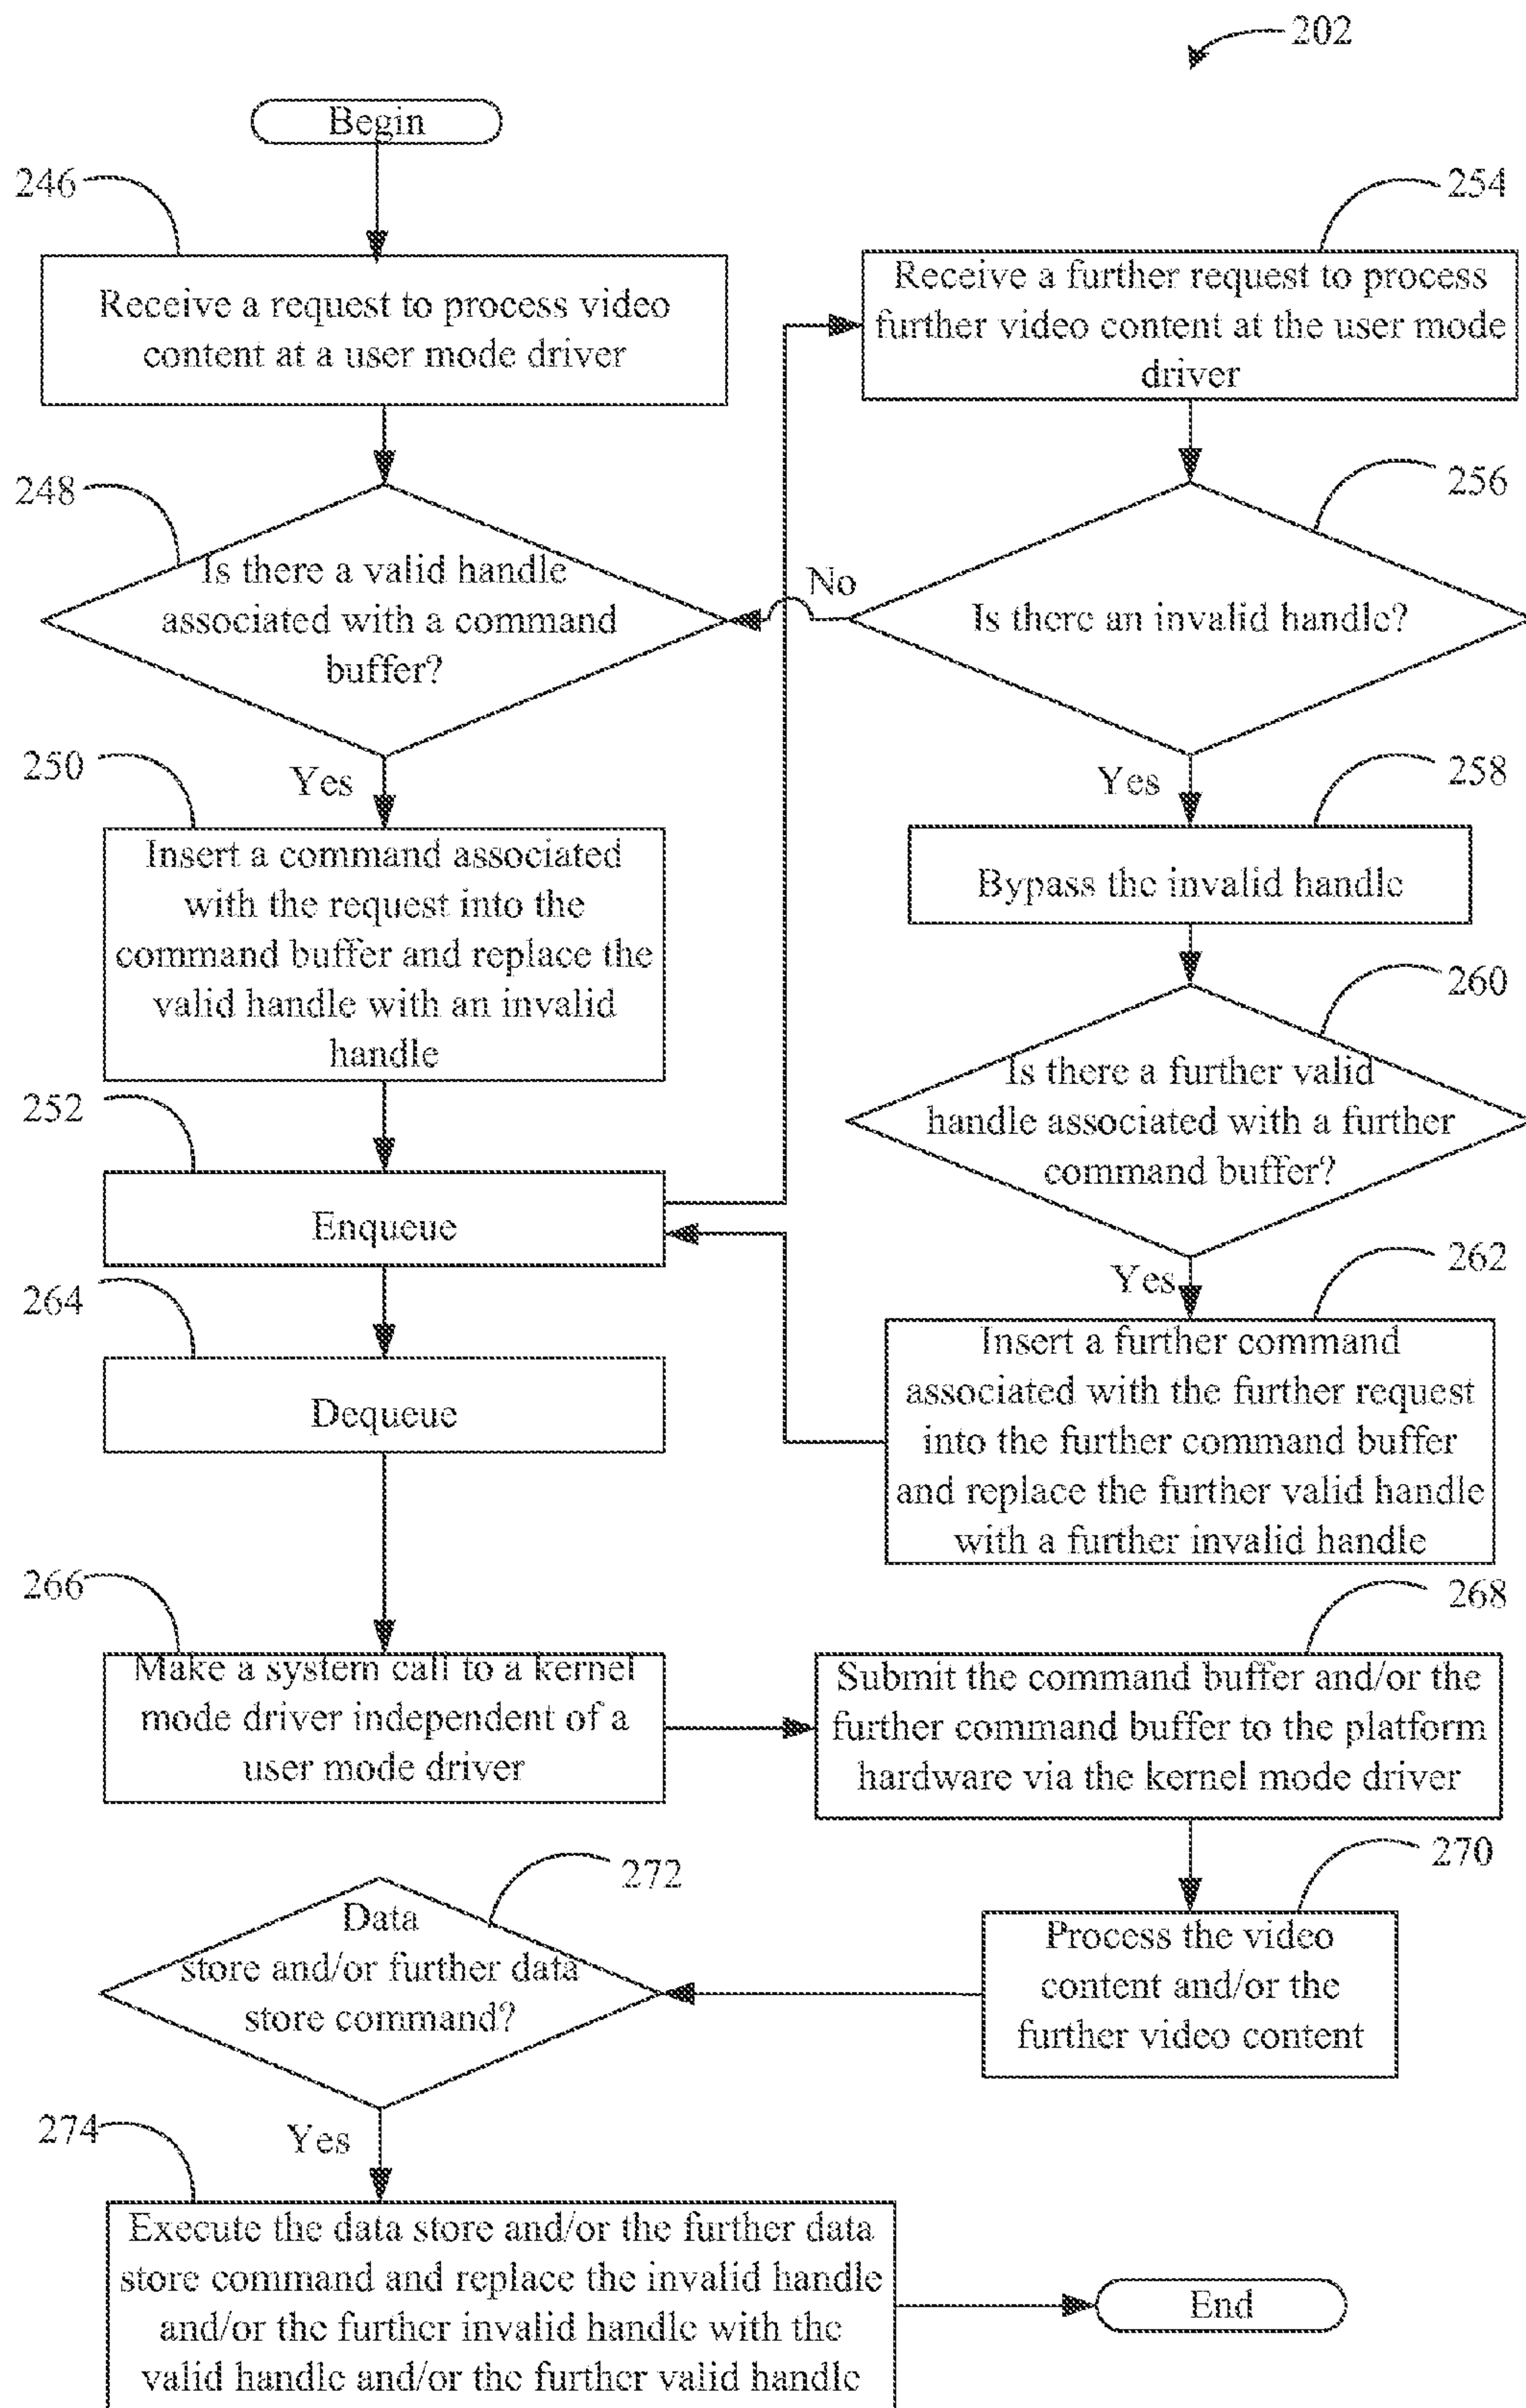 202
Begin
246
Receive a request to process video
content at a user mode driver
254
Receive a further request to process
further video content at the user mode
driver
248
Is there a valid handle
associated with a command
buffer?
No
256
Is there an invalid handle?
Yes
250
Insert a command associated
with the request into the
command buffer and replace the
valid handle with an invalid
handle
Yes
258
Bypass the invalid handle
260
Is there a further valid
handle associated with a further
command buffer?
252
Enqueue
Yes
262
Insert a further command
associated with the further request
into the further command buffer
and replace the further valid handle
with a further invalid handle
264
Dequeue
266
Make a system call to a kernel
mode driver independent of a
user mode driver
268
Submit the command buffer and/or the
further command buffer to the platform
hardware via the kernel mode driver
270
Process the video
content and/or the
further video content
272
Data
store and/or further data
store command?
Yes
274
Execute the data store and/or the further data
store command and replace the invalid handle
and/or the further invalid handle with the
valid handle and/or the further valid handle
End